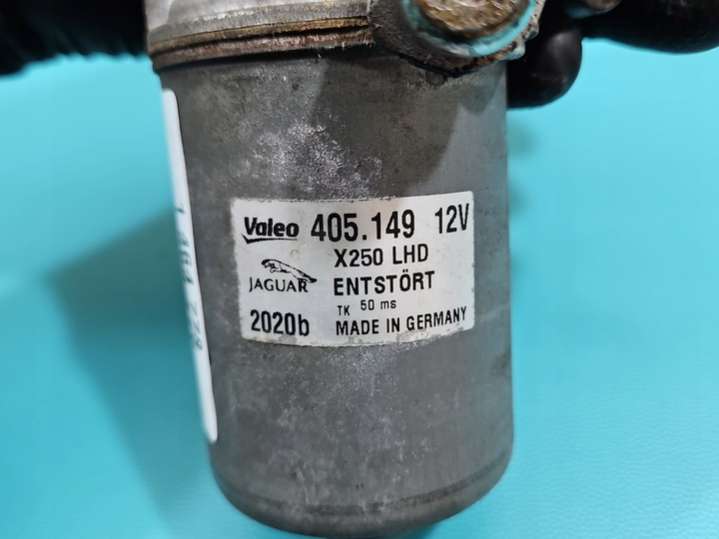 Valeo 405.149 12V
X250 LHD
JAGUAR ENTSTÖRT
TK 50 ms
2020b MADE IN GERMANY